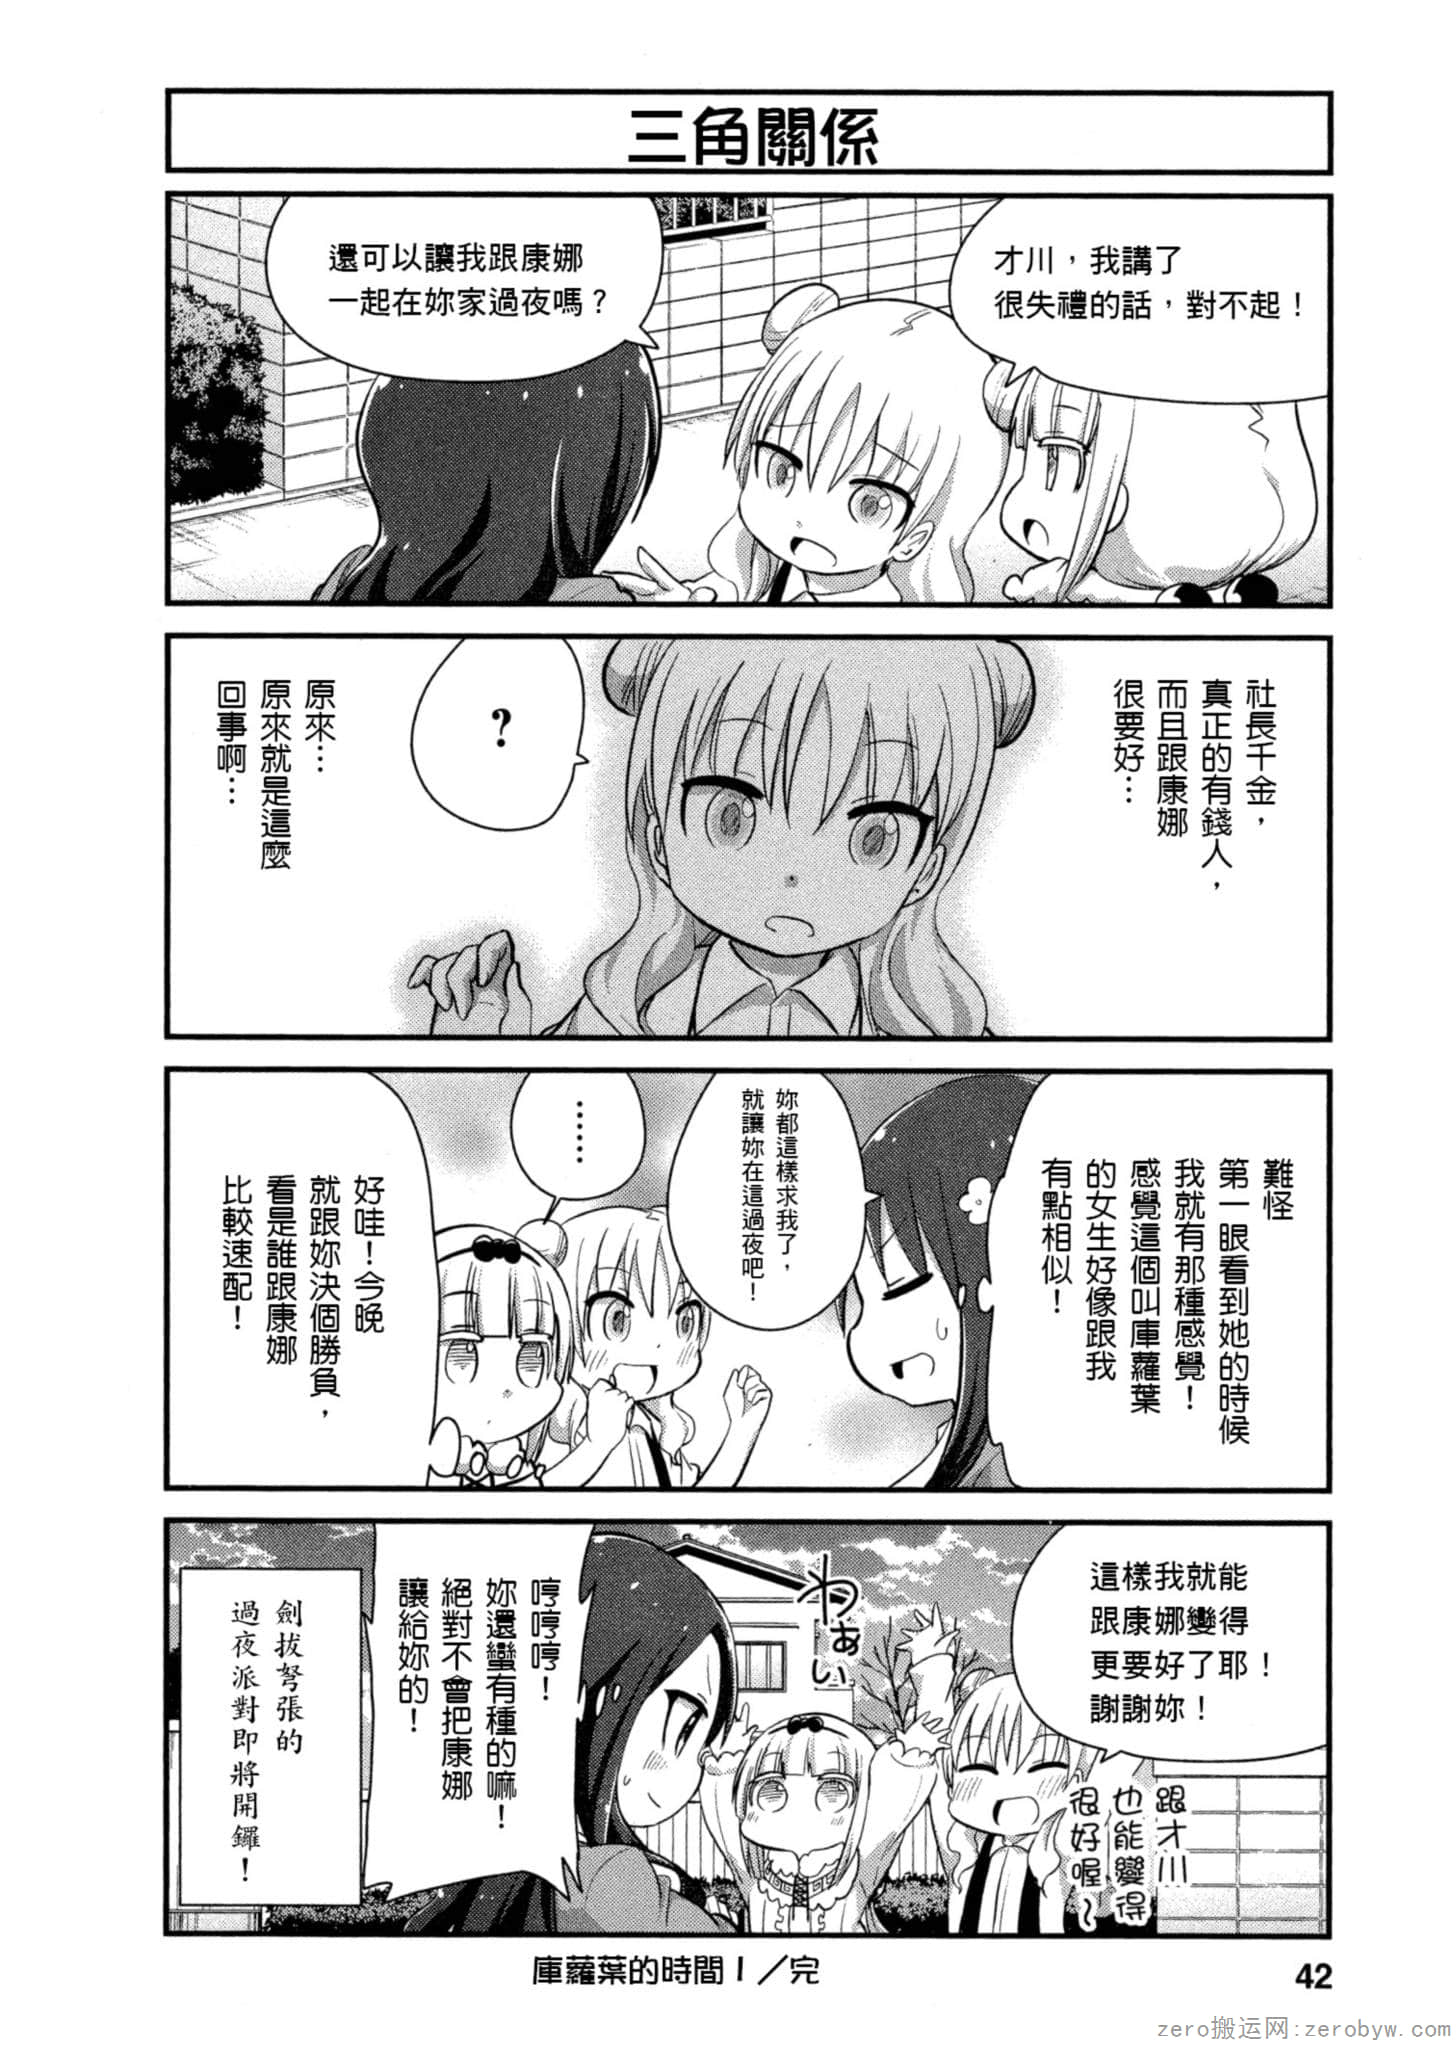 三角關係
才川，我講了
很失禮的話，對不起！
還可以讓我跟康娜
一起在妳家過夜嗎？
社長千金，
真正的有錢人，
而且跟康娜
很要好…
？
原來…
原來就是這麼
回事啊…
難怪
第一眼看到她的時候
我就有那種感覺！
感覺這個叫庫蘿葉
的女生好像跟我
有點相似！
妳都這樣求我了，
就讓妳在這過夜吧！
……
好哇！今晚
就跟妳決個勝負，
看是誰跟康娜
比較速配！
這樣我就能
跟康娜變得
更要好了耶！
謝謝妳！
跟才川
也能變得
很好喔～
わぁい
哼哼哼！
妳還蠻有種的嘛！
絕對不會把康娜
讓給妳的！
劍拔弩張的
過夜派對即將開鑼！
庫蘿葉的時間 1／完
42
zero搬运网:zerobyw.com